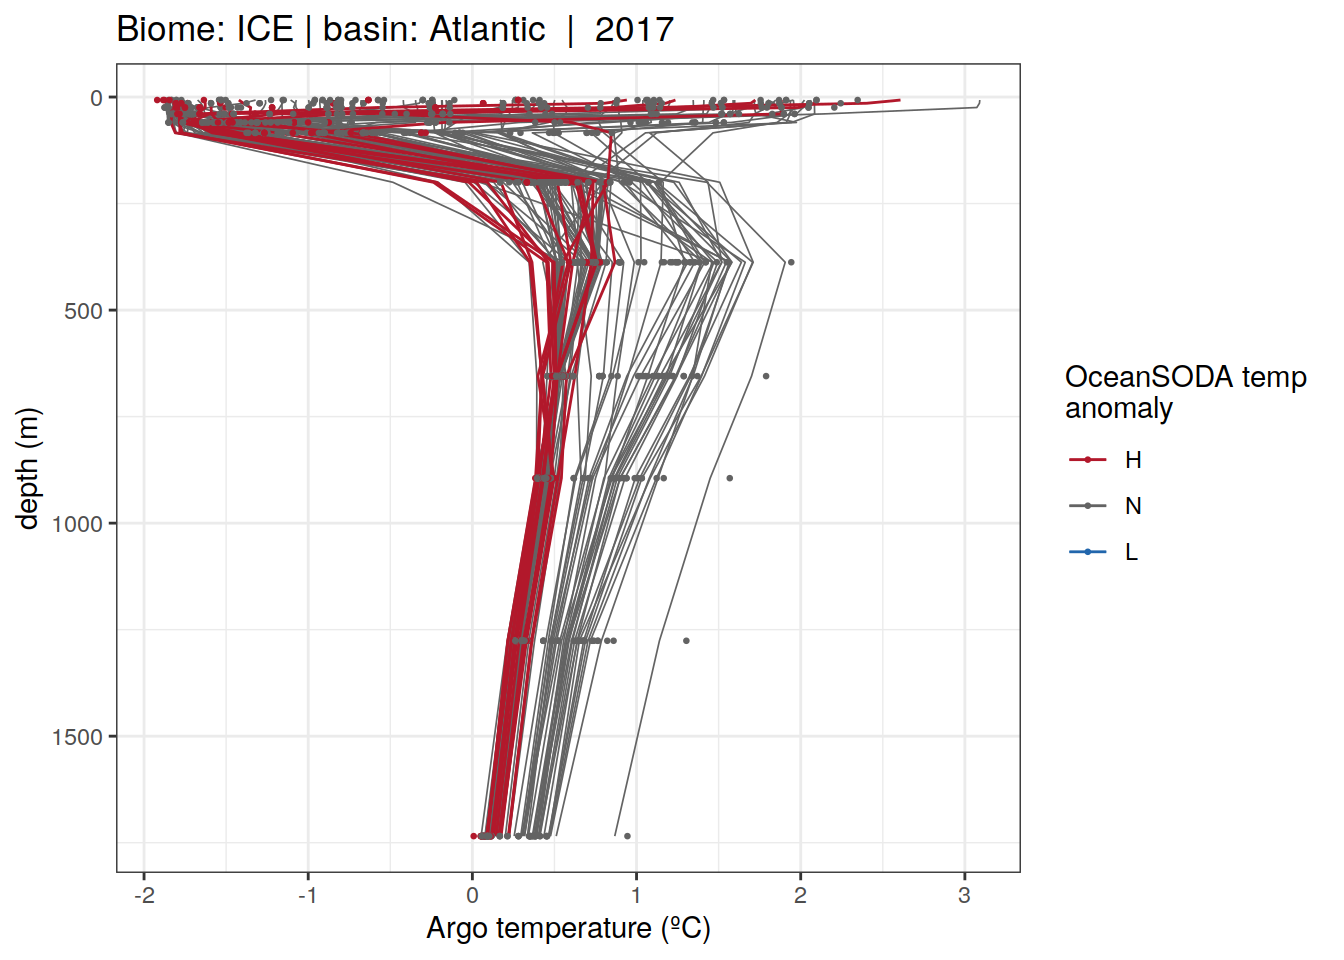 Biome: ICE | basin: Atlantic  |  2017
0
500
1000
1500
depth (m)
-2
-1
0
1
2
3
Argo temperature (ºC)
OceanSODA temp
anomaly
H
N
L